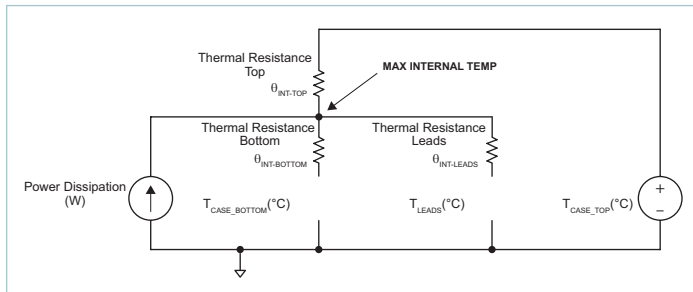 Thermal Resistance
Top
θINT-TOP
MAX INTERNAL TEMP
Thermal Resistance
Bottom
θINT-BOTTOM
Thermal Resistance
Leads
θINT-LEADS
Power Dissipation
(W)
TCASE_BOTTOM(°C)
TLEADS(°C)
TCASE_TOP(°C)
+
–